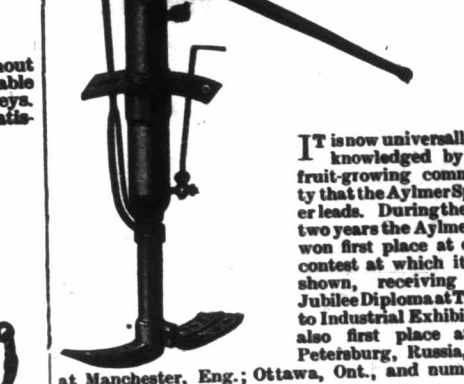 hout
able
eys.
atis-
IT is now universall
knowledged by
fruit-growing comm
ty that the Aylmer Sp
er leads. During the
two years the Aylme
won first place at e
contest at which it
shown, receiving
Jubilee Diploma at T
to Industrial Exhibi
also first place a
Petersburg, Russia,
at Manchester, Eng.; Ottawa, Ont., and num